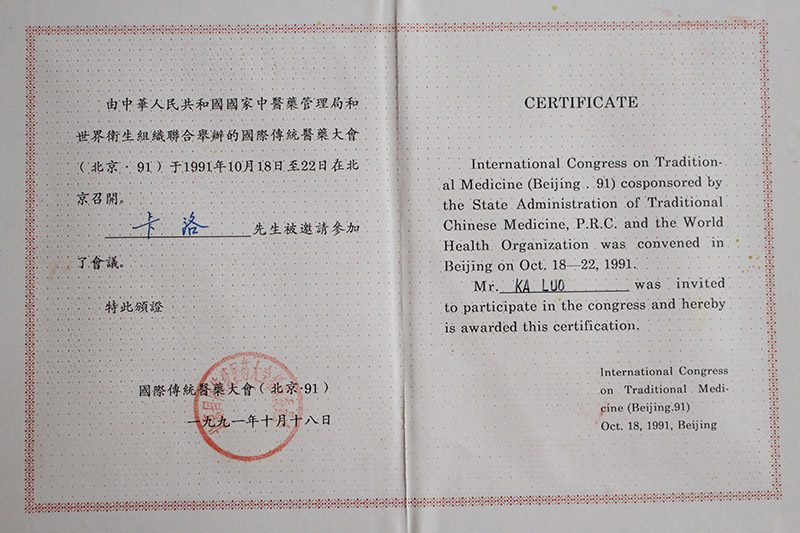 由中華人民共和國國家中醫藥管理局和
世界衛生組織聯合舉辦的國際傳統醫藥大會
（北京·91）于1991年10月18日至22日在北
京召開。
卡洛 先生被邀請參加
了會議。
特此頒證
國際傳統醫藥大會（北京·91）
一九九一年十月十八日
CERTIFICATE
International Congress on Tradition-
al Medicine (Beijing . 91) cosponsored by
the State Administration of Traditional
Chinese Medicine, P.R.C. and the World
Health Organization was convened in
Beijing on Oct. 18—22, 1991.
Mr. KA LUO was invited
to participate in the congress and hereby
is awarded this certification.
International Congress
on Traditional Medi-
cine (Beijing.91)
Oct. 18, 1991, Beijing